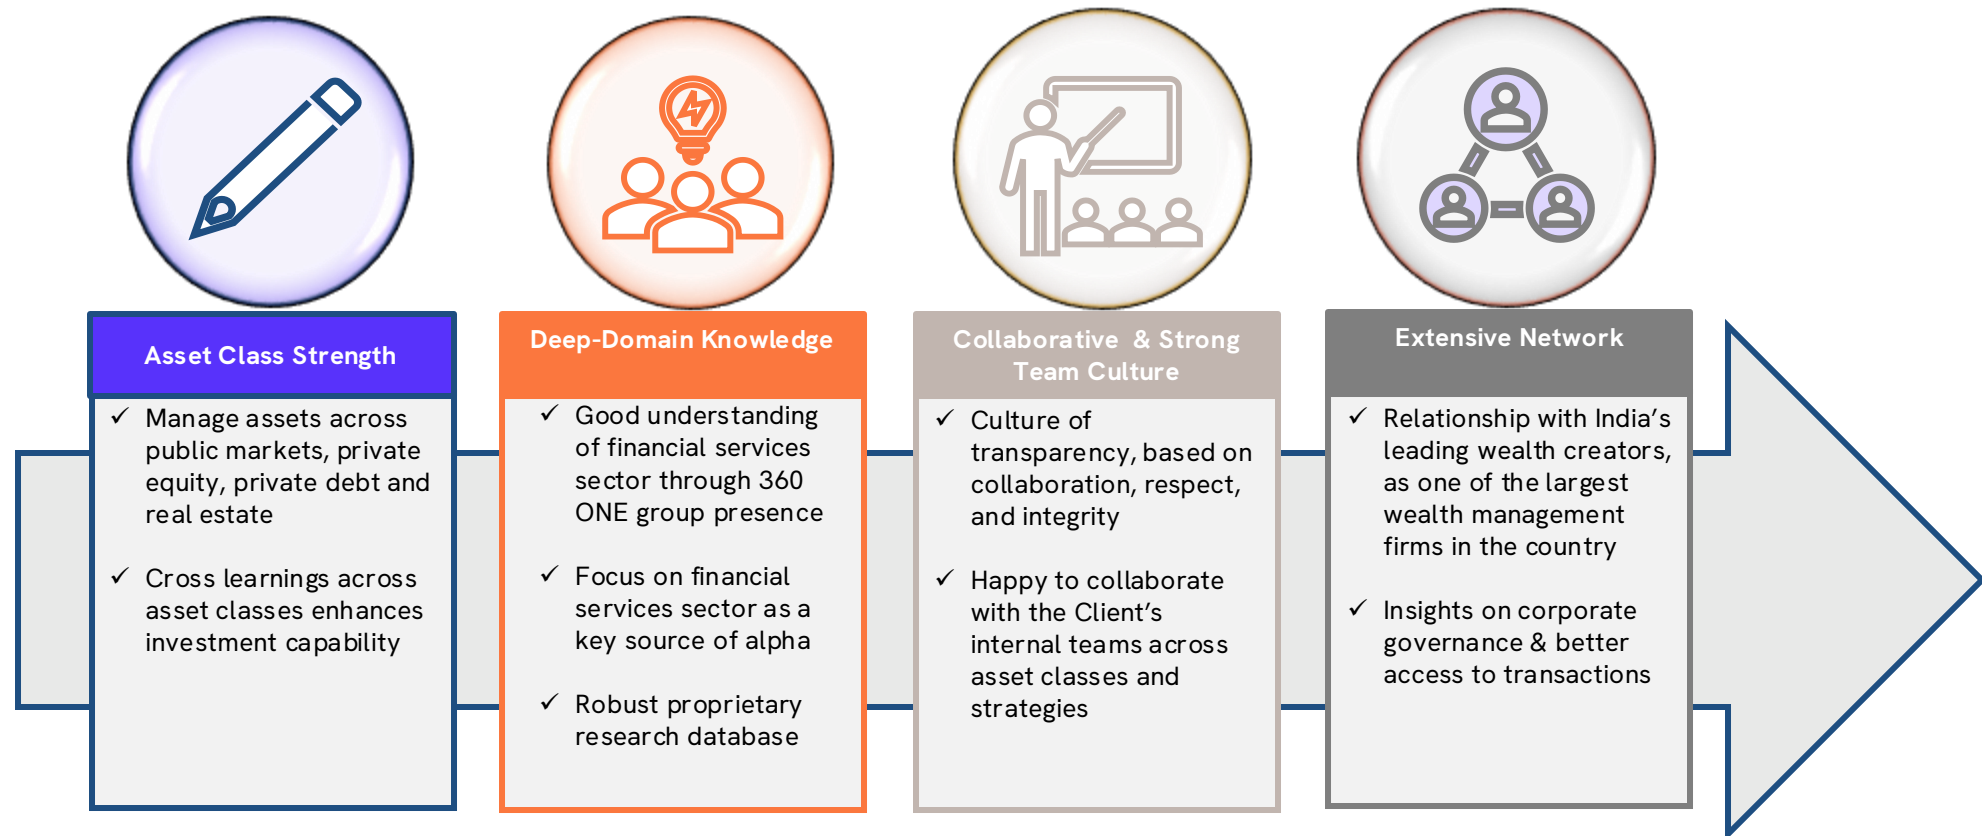 Asset Class Strength
✓ Manage assets across
public markets, private
equity, private debt and
real estate
✓ Cross learnings across
asset classes enhances
investment capability
Deep-Domain Knowledge
✓ Good understanding
of financial services
sector through 360
ONE group presence
✓ Focus on financial
services sector as a
key source of alpha
✓ Robust proprietary
research database
Collaborative & Strong
Team Culture
✓ Culture of
transparency, based on
collaboration, respect,
and integrity
✓ Happy to collaborate
with the Client’s
internal teams across
asset classes and
strategies
Extensive Network
✓ Relationship with India’s
leading wealth creators,
as one of the largest
wealth management
firms in the country
✓ Insights on corporate
governance & better
access to transactions